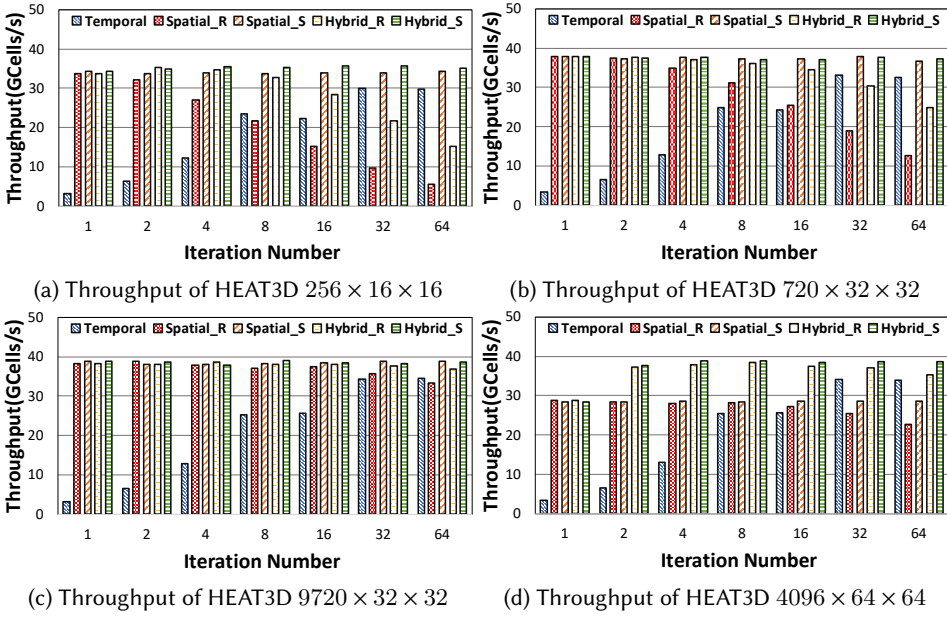 Temporal Spatial_R Spatial_S Hybrid_R Hybrid_S
Throughput(GCells/s)
50
40
30
20
10
0
1 2 4 8 16 32 64
Iteration Number
(a) Throughput of HEAT3D 256 × 16 × 16
Temporal Spatial_R Spatial_S Hybrid_R Hybrid_S
Throughput(GCells/s)
50
40
30
20
10
0
1 2 4 8 16 32 64
Iteration Number
(b) Throughput of HEAT3D 720 × 32 × 32
Temporal Spatial_R Spatial_S Hybrid_R Hybrid_S
Throughput(GCells/s)
50
40
30
20
10
0
1 2 4 8 16 32 64
Iteration Number
(c) Throughput of HEAT3D 9720 × 32 × 32
Temporal Spatial_R Spatial_S Hybrid_R Hybrid_S
Throughput(GCells/s)
50
40
30
20
10
0
1 2 4 8 16 32 64
Iteration Number
(d) Throughput of HEAT3D 4096 × 64 × 64